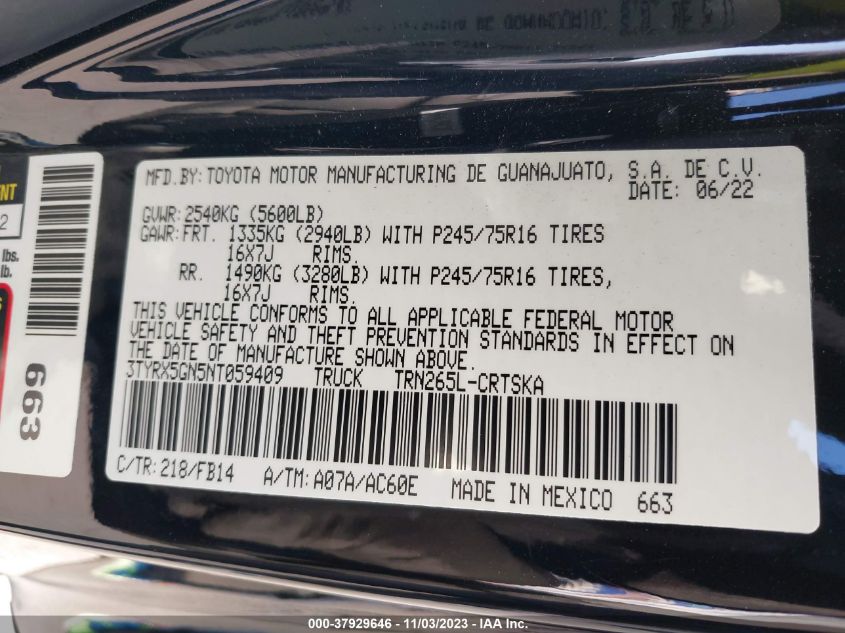 MFD.BY:TOYOTA MOTOR MANUFACTURING DE GUANAJUATO, S.A. DE C.V.
DATE: 06/22
GVWR:2540KG (5600LB)
GAWR:FRT. 1335KG (2940LB) WITH P245/75R16 TIRES
16X7J RIMS.
RR. 1490KG (3280LB) WITH P245/75R16 TIRES,
16X7J RIMS.
THIS VEHICLE CONFORMS TO ALL APPLICABLE FEDERAL MOTOR
VEHICLE SAFETY AND THEFT PREVENTION STANDARDS IN EFFECT ON
THE DATE OF MANUFACTURE SHOWN ABOVE.
3TYRX5GN5NT059409 TRUCK TRN265L-CRTSKA
C/TR:218/FB14 A/TM:A07A/AC60E MADE IN MEXICO 663
663
lbs.
lb.
000-37929646 - 11/03/2023 - IMS_CONTENT_